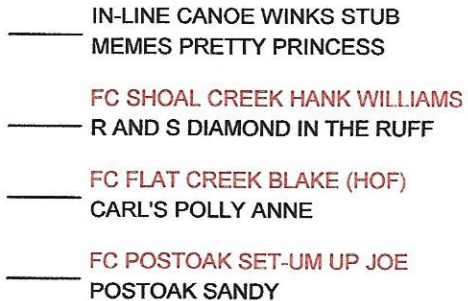 IN-LINE CANOE WINKS STUB
MEMES PRETTY PRINCESS
FC SHOAL CREEK HANK WILLIAMS
R AND S DIAMOND IN THE RUFF
FC FLAT CREEK BLAKE (HOF)
CARL'S POLLY ANNE
FC POSTOAK SET-UM UP JOE
POSTOAK SANDY